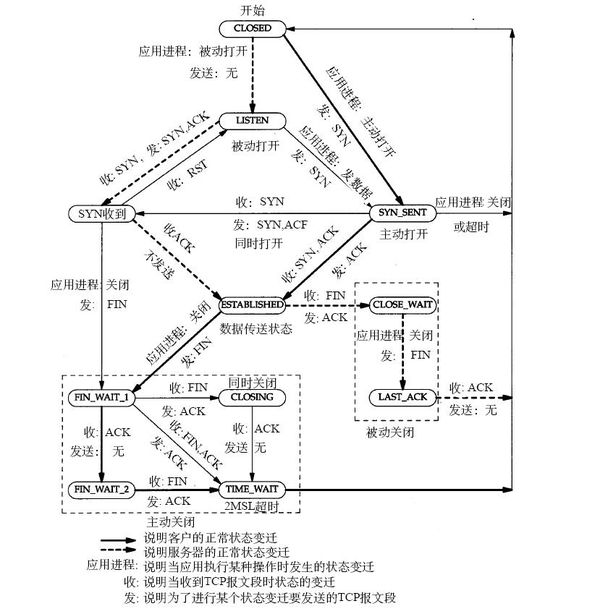 开始
CLOSED
应用进程：被动打开
发送：无
应用进程：主动打开
发：SYN
LISTEN
被动打开
收：SYN，发：SYN,ACK
收：RST
应用进程：发数据
发：SYN
SYN收到
收：SYN
发：SYN,ACF
同时打开
SYN_SENT
主动打开
应用进程 关闭
或超时
收ACK
不发送
收：SYN, ACK
发：ACK
应用进程：关闭
发：FIN
ESTABLISHED
数据传送状态
收：FIN
发：ACK
CLOSE_WAIT
应用进程：关闭
发：FIN
应用进程 关闭
发：FIN
LAST_ACK
收：ACK
发送：无
被动关闭
FIN_WAIT_1
收：FIN
发：ACK
同时关闭
CLOSING
收：ACK
发送：无
收：FIN,ACK
发：ACK
收：ACK
发送 无
FIN_WAIT_2
收：FIN
发：ACK
TIME_WAIT
2MSL超时
主动关闭
说明客户的正常状态变迁
说明服务器的正常状态变迁
应用进程：说明当应用执行某种操作时发生的状态变迁
收：说明当收到TCP报文段时状态的变迁
发：说明为了进行某个状态变迁要发送的TCP报文段